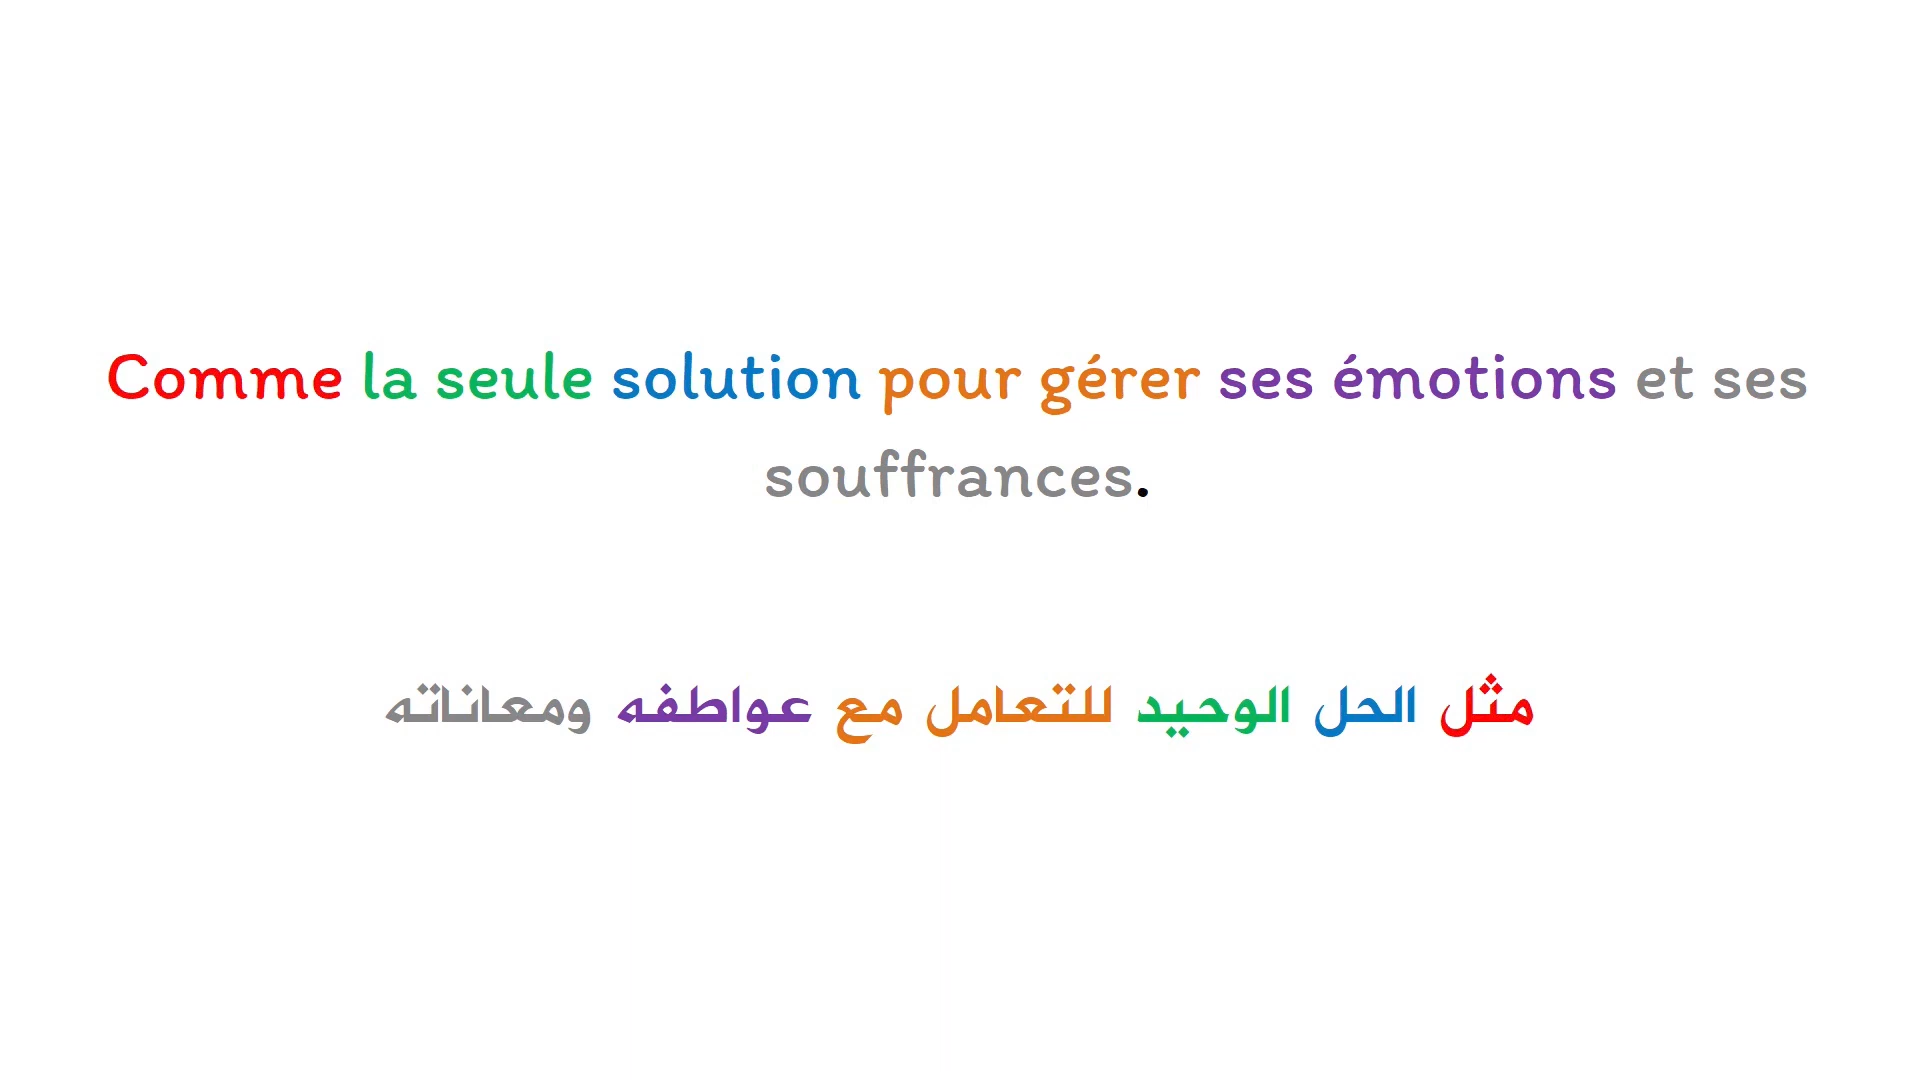 Comme la seule solution pour gérer ses émotions et ses
souffrances.
مثل الحل الوحيد للتعامل مع عواطفه ومعاناته